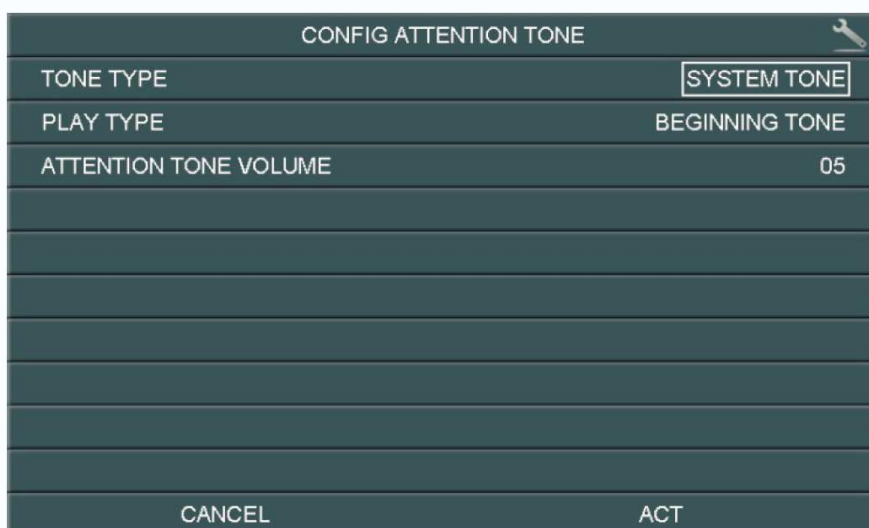 CONFIG ATTENTION TONE
TONE TYPE SYSTEM TONE
PLAY TYPE BEGINNING TONE
ATTENTION TONE VOLUME 05
CANCEL ACT